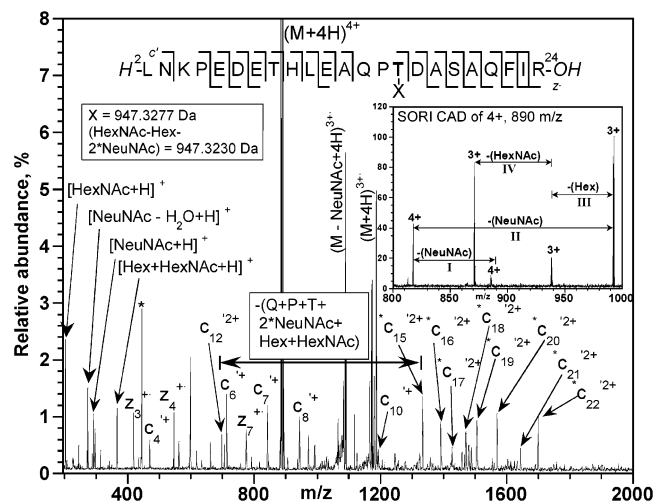 (M+4H)4+
H-2LNKPEDETHLEAQPTDASAQFIR24-OH
c'
z·
X
X = 947.3277 Da
(HexNAc-Hex-
2*NeuNAc) = 947.3230 Da
SORI CAD of 4+, 890 m/z
120
100
80
60
40
20
0
3+
-(HexNAc)
IV
3+
-(Hex)
III
4+
-(NeuNAc)
II
-(NeuNAc)
I
4+
3+
800 850 900 950 1000
m/z
Relative abundance, %
8
7
6
5
4
3
2
1
0
[HexNAc+H]+
[NeuNAc - H2O+H]+
[NeuNAc+H]+
[Hex+HexNAc+H]+
(M - NeuNAc+4H)3+·
(M+4H)3+·
-(Q+P+T+
2*NeuNAc+
Hex+HexNAc)
*
Z3+·
C4'+
Z4+·
C12'2+
C6'+
Z7+·
C7'+
C8'+
C10'+
*C15'2+
*C16'2+
*C17'2+
*C18'2+
*C19'2+
*C20'2+
*C21'2+
*C22'2+
400 800 1200 1600 2000
m/z